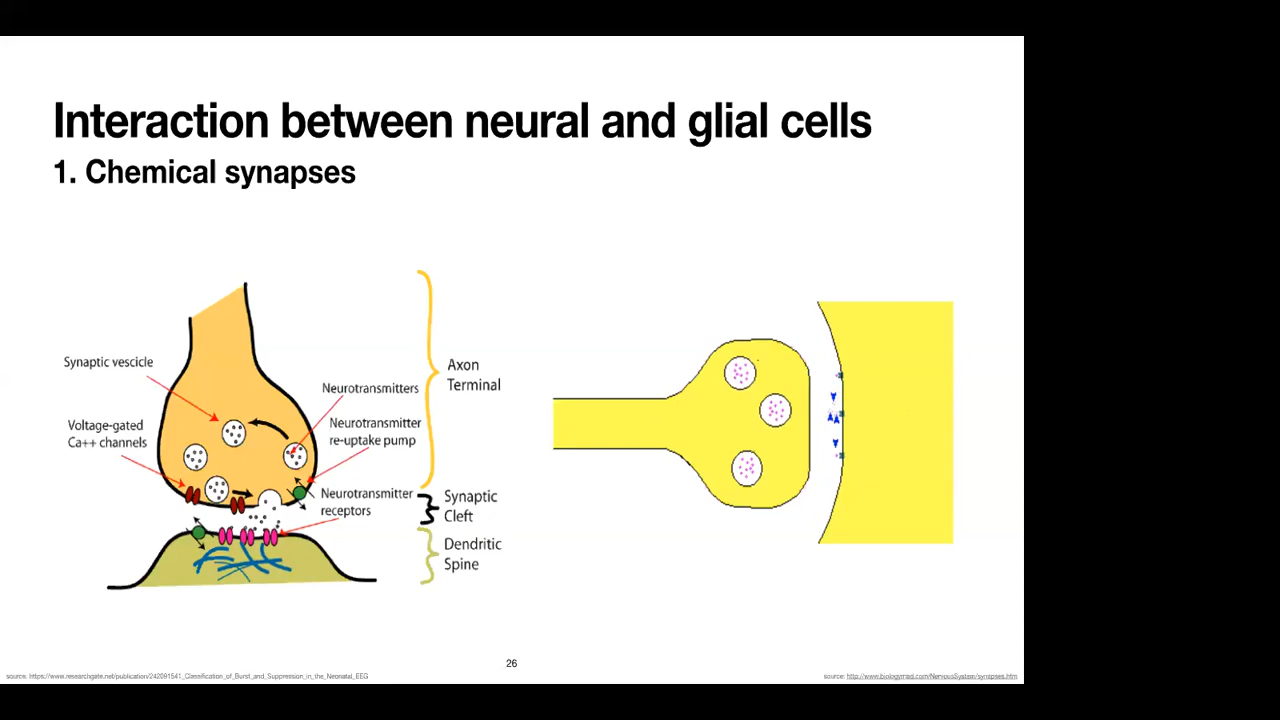 Interaction between neural and glial cells
1. Chemical synapses
Synaptic vescicle
Voltage-gated
Ca++ channels
Neurotransmitters
Neurotransmitter
re-uptake pump
Neurotransmitter
receptors
Axon
Terminal
Synaptic
Cleft
Dendritic
Spine
26
source: https://www.researchgate.net/publication/242091541_Classification_of_Burst_and_Suppression_in_the_Neonatal_EEG
source: http://www.biologymad.com/NervousSystem/synapses.htm